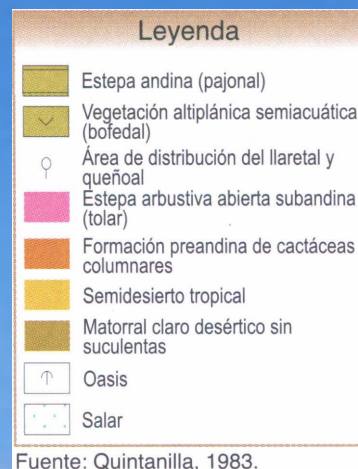 Leyenda
Estepa andina (pajonal)
Vegetación altiplánica semiacuática
(bofedal)
Área de distribución del llaretal y
queñoal
Estepa arbustiva abierta subandina
(tolar)
Formación preandina de cactáceas
columnares
Semidesierto tropical
Matorral claro desértico sin
suculentas
Oasis
Salar
Fuente: Quintanilla, 1983.